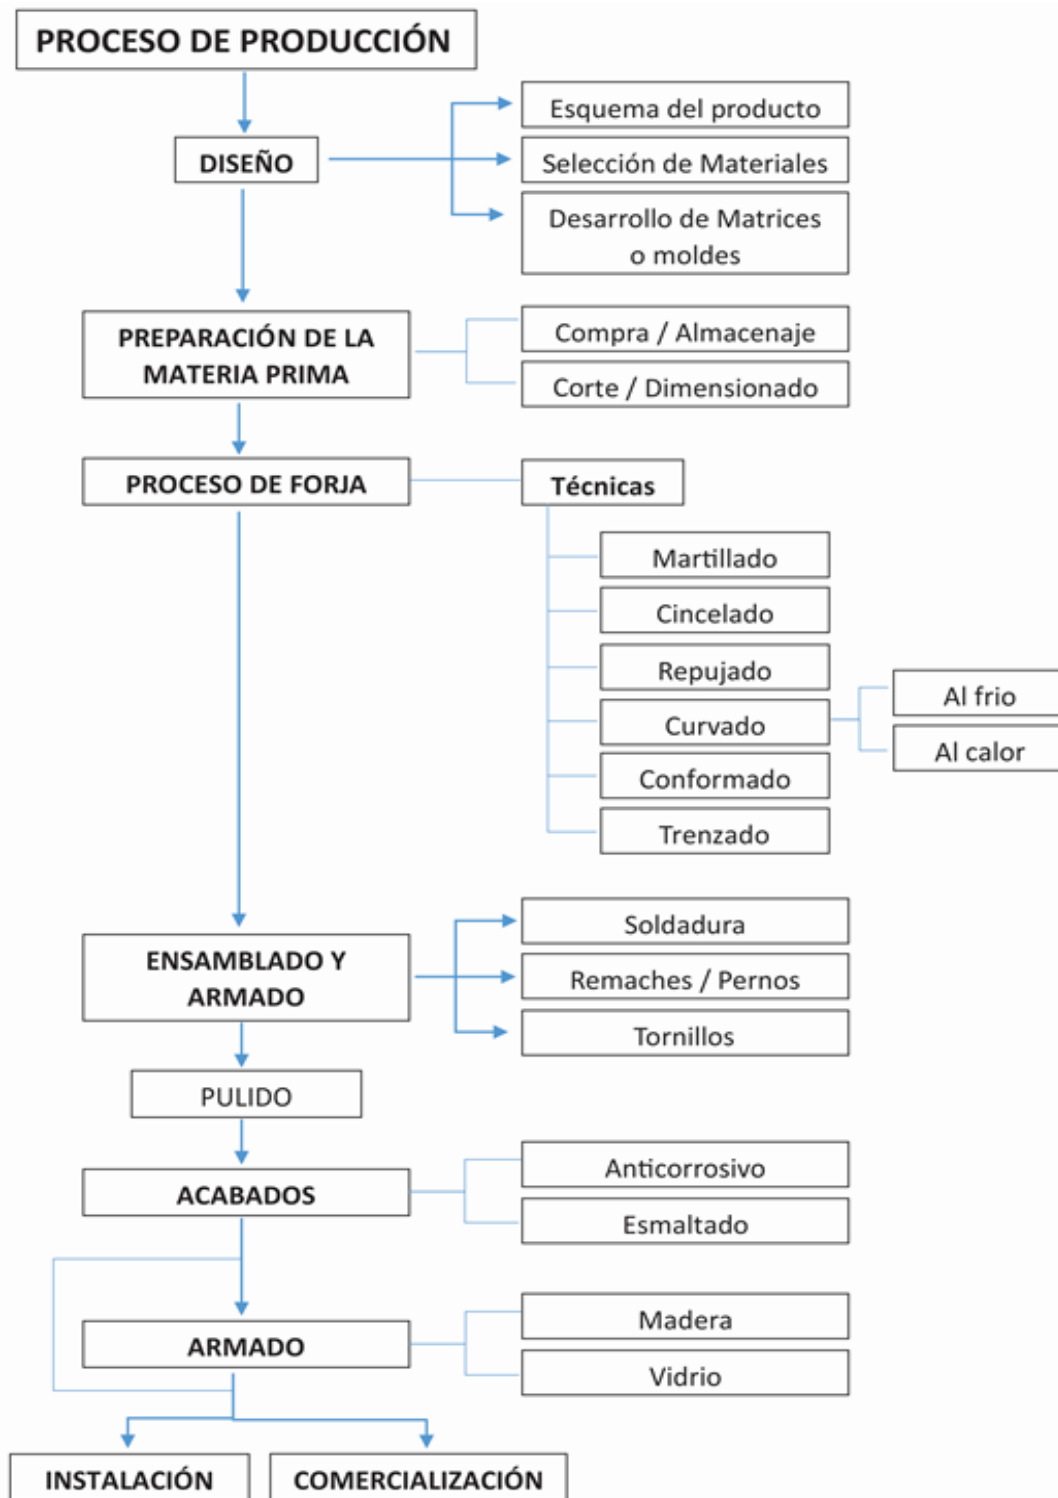 PROCESO DE PRODUCCIÓN
DISEÑO
Esquema del producto
Selección de Materiales
Desarrollo de Matrices
o moldes
PREPARACIÓN DE LA
MATERIA PRIMA
Compra / Almacenaje
Corte / Dimensionado
PROCESO DE FORJA
Técnicas
Martillado
Cincelado
Repujado
Curvado
Al frio
Al calor
Conformado
Trenzado
ENSAMBLADO Y
ARMADO
Soldadura
Remaches / Pernos
Tornillos
PULIDO
ACABADOS
Anticorrosivo
Esmaltado
ARMADO
Madera
Vidrio
INSTALACIÓN
COMERCIALIZACIÓN